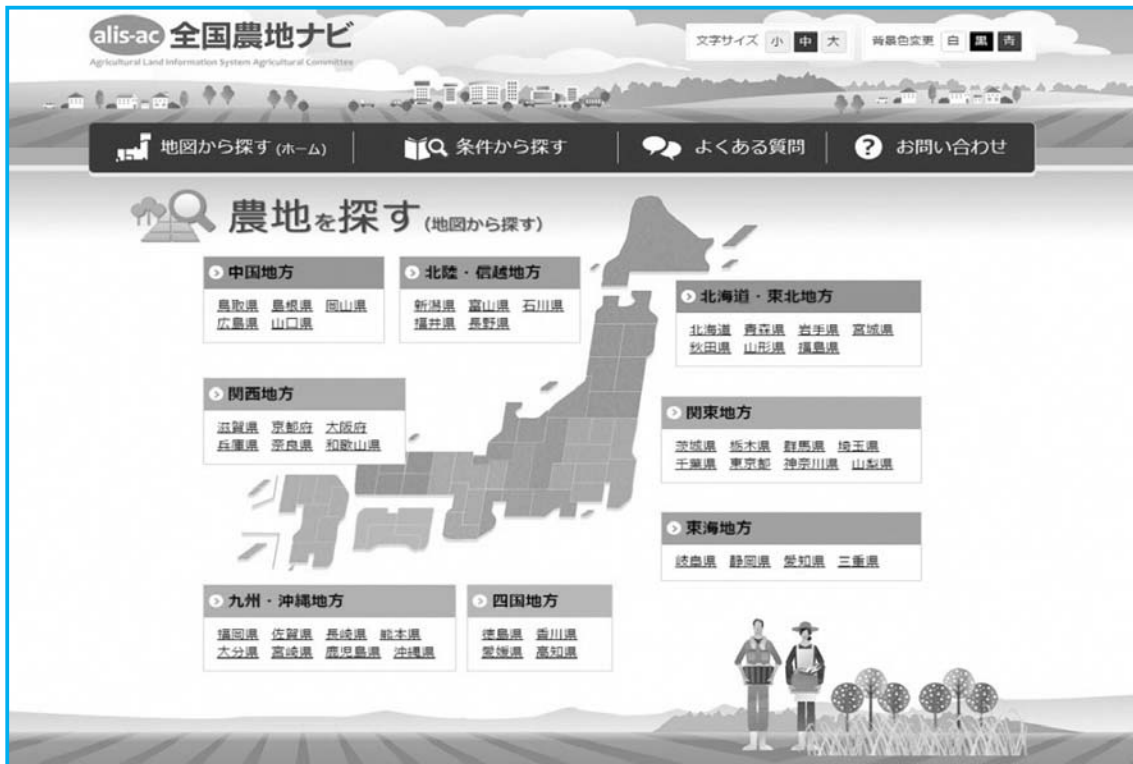 alis-ac 全国農地ナビ
Agricultural Land Information System Agricultural Committee
文字サイズ 小 中 大 背景色変更 白 黒 青
地図から探す (ホーム) 条件から探す よくある質問 ? お問い合わせ
農地を探す (地図から探す)
中国地方
鳥取県 島根県 岡山県
広島県 山口県
北陸・信越地方
新潟県 富山県 石川県
福井県 長野県
北海道・東北地方
北海道 青森県 岩手県 宮城県
秋田県 山形県 福島県
関西地方
滋賀県 京都府 大阪府
兵庫県 奈良県 和歌山県
関東地方
茨城県 栃木県 群馬県 埼玉県
千葉県 東京都 神奈川県 山梨県
東海地方
岐阜県 静岡県 愛知県 三重県
九州・沖縄地方
福岡県 佐賀県 長崎県 熊本県
大分県 宮崎県 鹿児島県 沖縄県
四国地方
徳島県 香川県
愛媛県 高知県